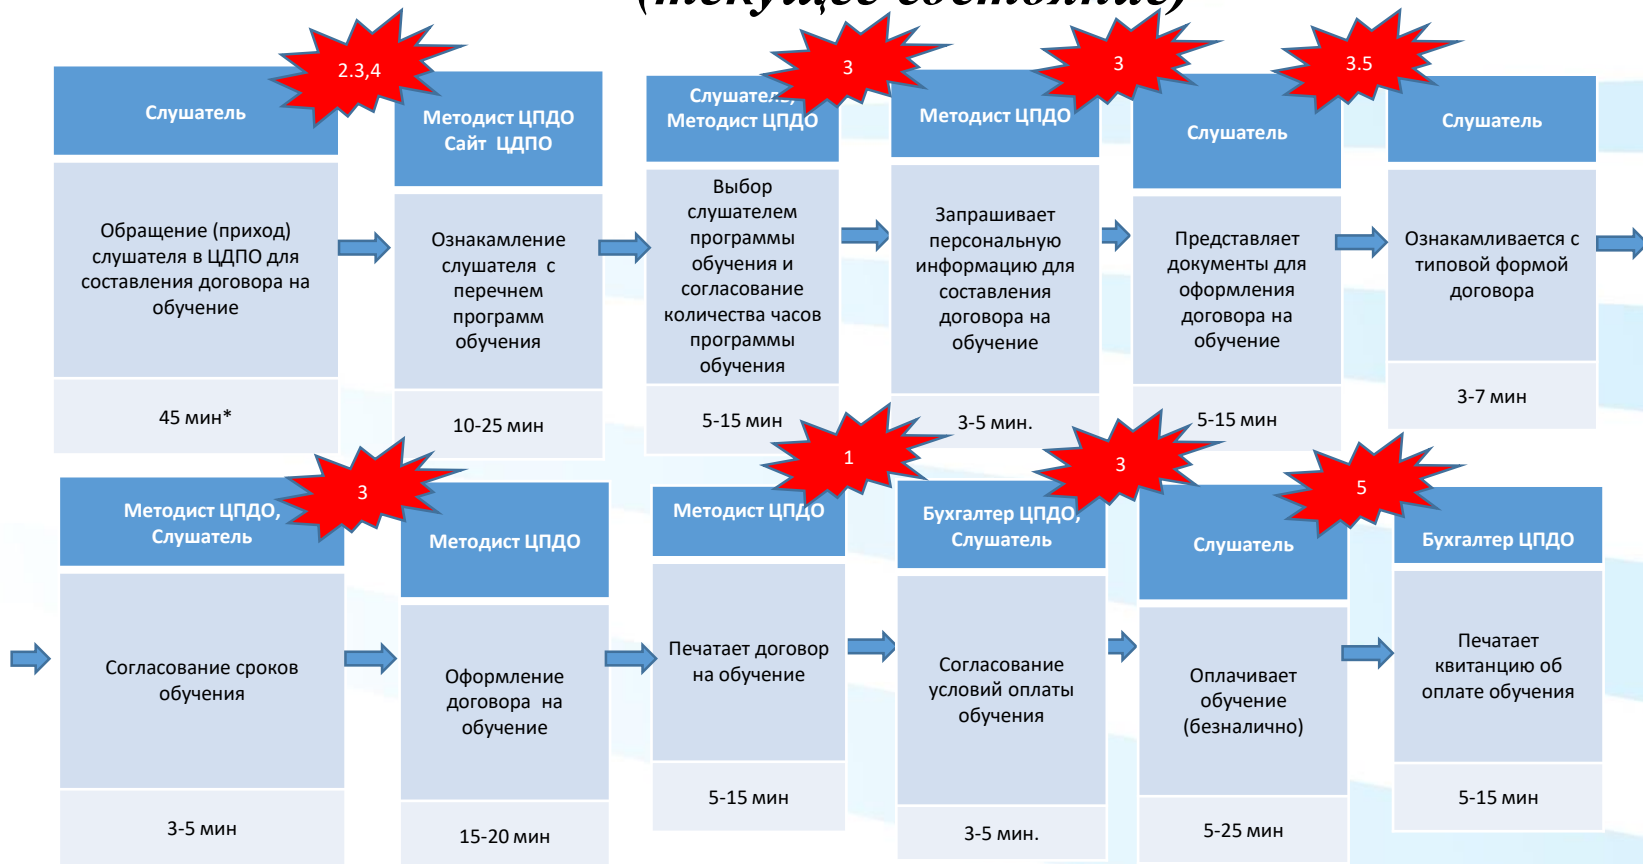 (текущее состояние)
2.3,4
Слушатель
Обращение (приход)
слушателя в ЦДПО для
составления договора на
обучение
45 мин*
Методист ЦПДО
Сайт ЦДПО
Ознакамление
слушателя с
перечнем
программ
обучения
10-25 мин
3
Слушатель,
Методист ЦПДО
Выбор
слушателем
программы
обучения и
согласование
количества часов
программы
обучения
5-15 мин
3
Методист ЦПДО
Запрашивает
персональную
информацию для
составления
договора на
обучение
3-5 мин.
3.5
Слушатель
Представляет
документы для
оформления
договора на
обучение
5-15 мин
Слушатель
Ознакамливается с
типовой формой
договора
3-7 мин
3
Методист ЦПДО,
Слушатель
Согласование сроков
обучения
3-5 мин
Методист ЦПДО
Оформление
договора на
обучение
15-20 мин
1
Методист ЦПДО
Печатает договор
на обучение
5-15 мин
3
Бухгалтер ЦПДО,
Слушатель
Согласование
условий оплаты
обучения
3-5 мин.
5
Слушатель
Оплачивает
обучение
(безналично)
5-25 мин
Бухгалтер ЦПДО
Печатает
квитанцию об
оплате обучения
5-15 мин